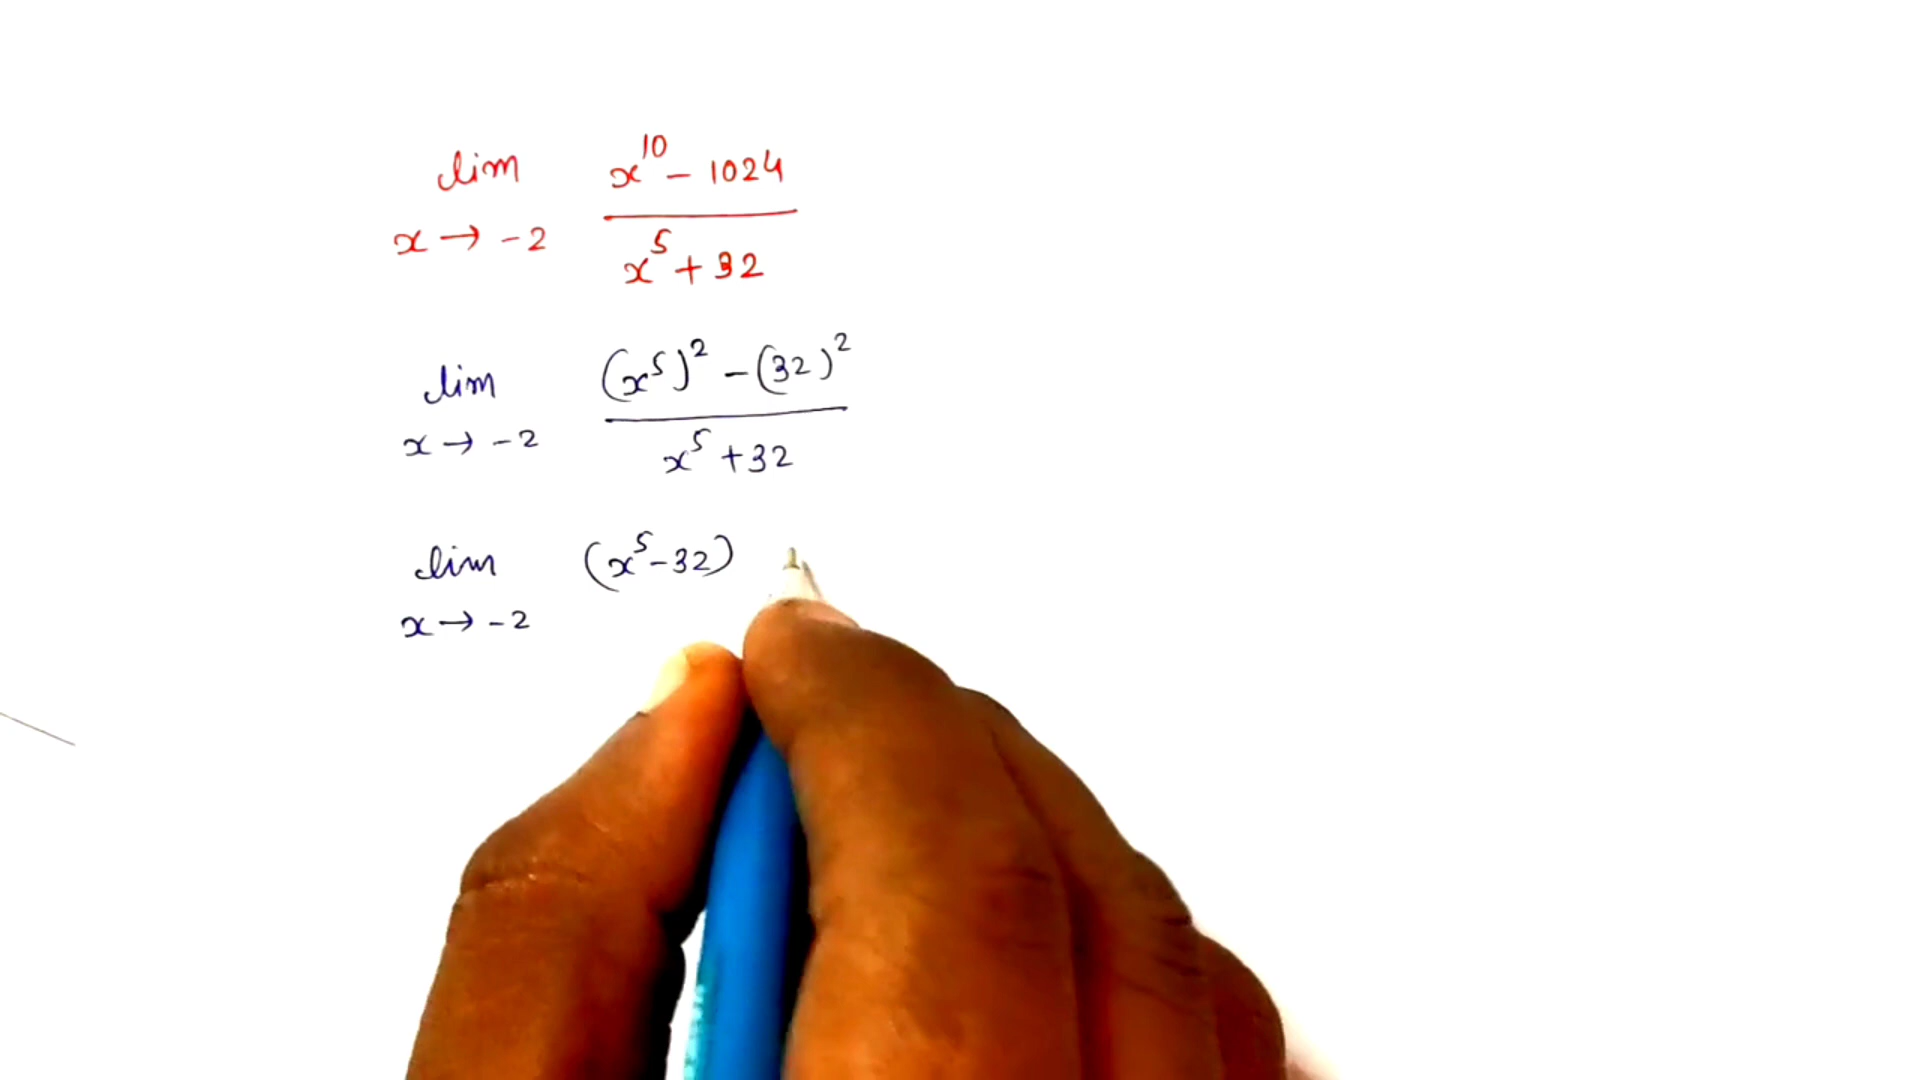 lim x^10 - 1024
x → -2 x^5 + 32
lim (x^5)^2 - (32)^2
x → -2 x^5 + 32
lim (x^5 - 32)
x → -2